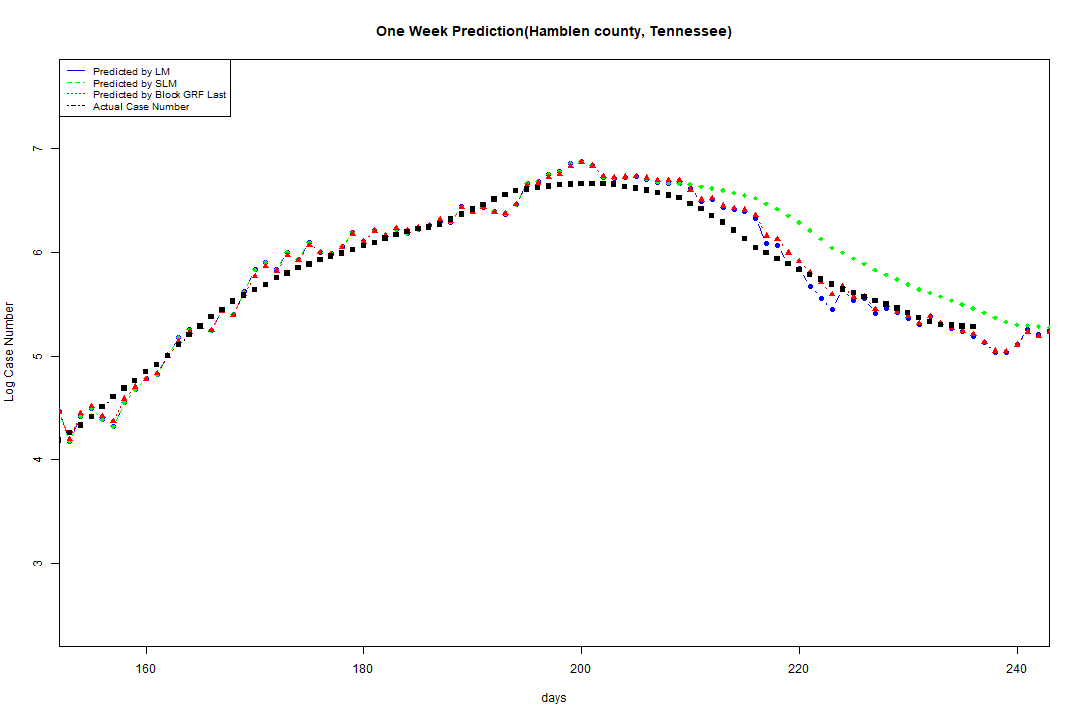 One Week Prediction(Hamblen county, Tennessee)
Predicted by LM
Predicted by SLM
Predicted by Block GRF Last
Actual Case Number
Log Case Number
7
6
5
4
3
160 180 200 220 240
days